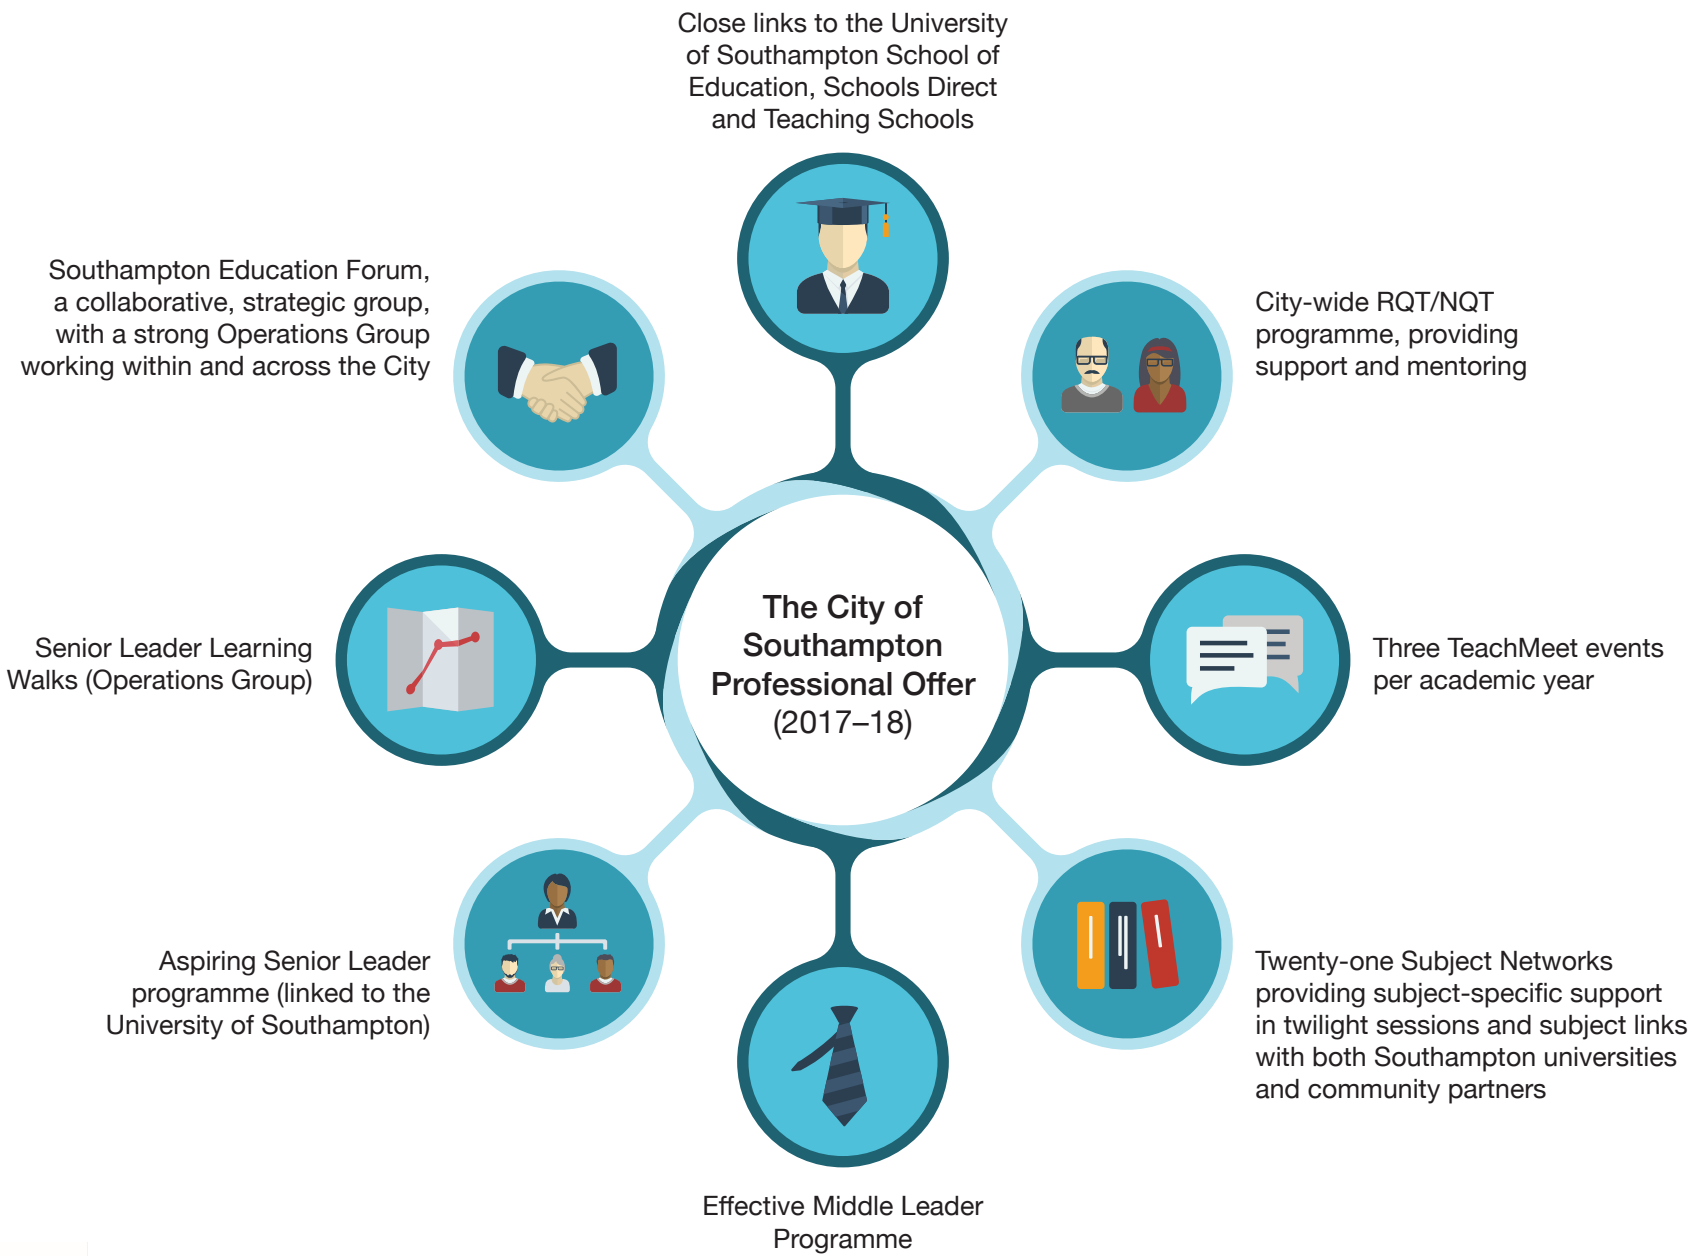 Close links to the University
of Southampton School of
Education, Schools Direct
and Teaching Schools
Southampton Education Forum,
a collaborative, strategic group,
with a strong Operations Group
working within and across the City
City-wide RQT/NQT
programme, providing
support and mentoring
The City of
Southampton
Professional Offer
(2017–18)
Senior Leader Learning
Walks (Operations Group)
Three TeachMeet events
per academic year
Aspiring Senior Leader
programme (linked to the
University of Southampton)
Twenty-one Subject Networks
providing subject-specific support
in twilight sessions and subject links
with both Southampton universities
and community partners
Effective Middle Leader
Programme